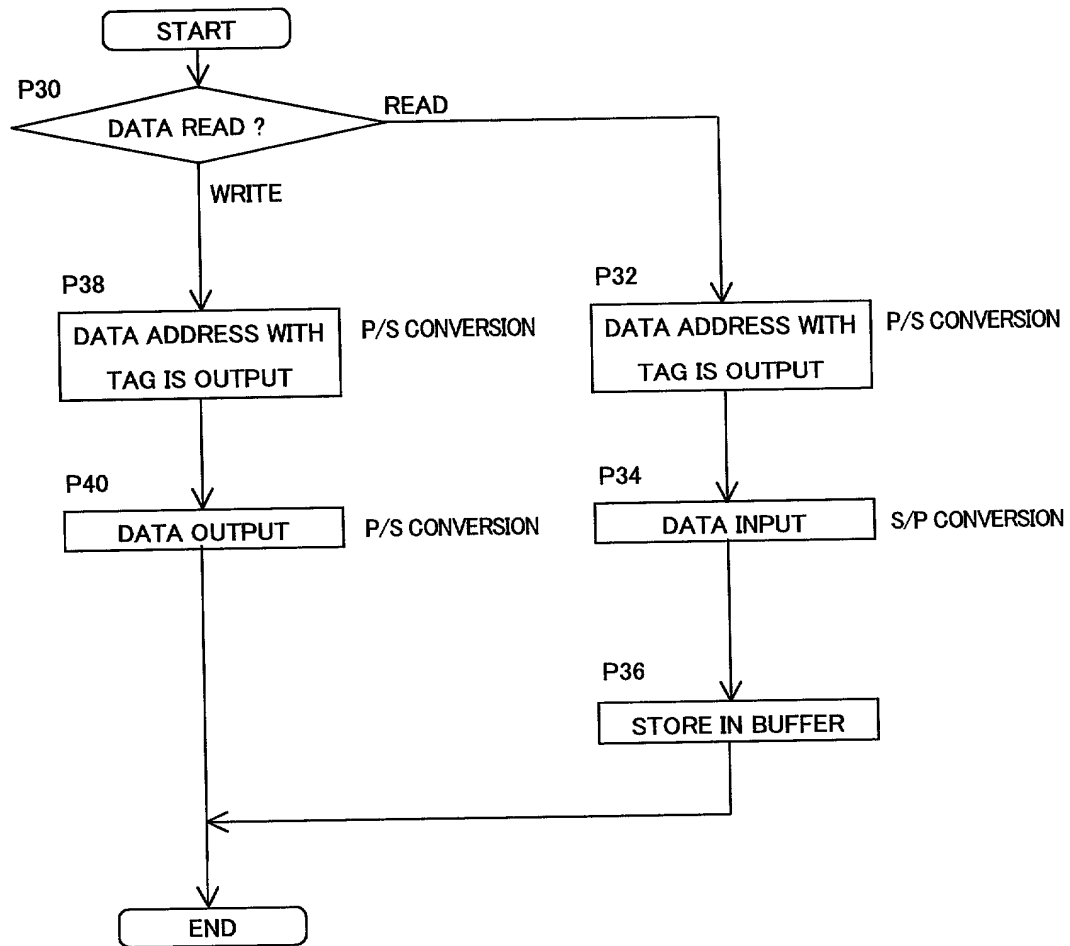 START
P30
DATA READ ?
READ
WRITE
P38
DATA ADDRESS WITH
TAG IS OUTPUT
P/S CONVERSION
P32
DATA ADDRESS WITH
TAG IS OUTPUT
P/S CONVERSION
P40
DATA OUTPUT
P/S CONVERSION
P34
DATA INPUT
S/P CONVERSION
P36
STORE IN BUFFER
END